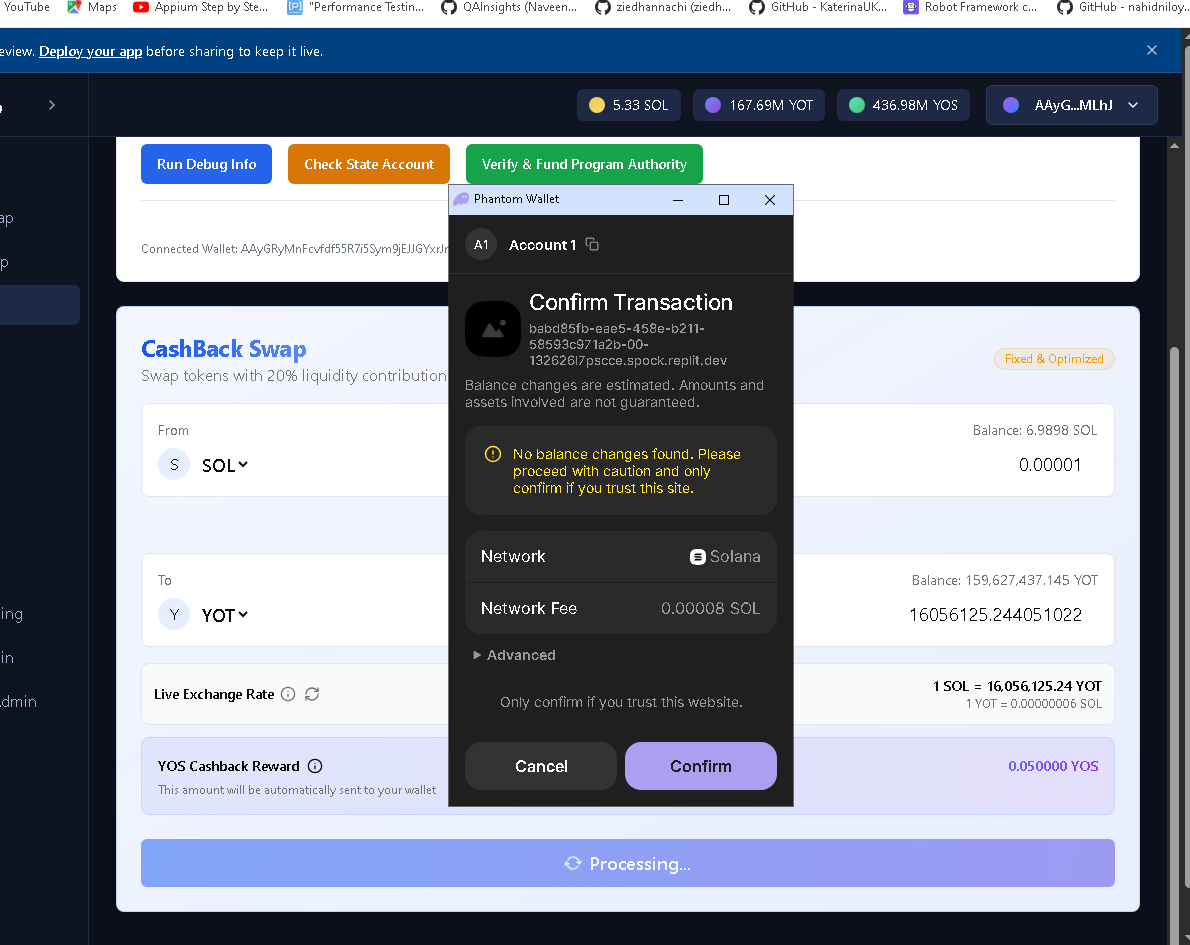 YouTube Maps Appium Step by Ste... "Performance Testin... QAInsights (Naveen... ziedhannachi (ziedh... GitHub - KaterinaUK... Robot Framework c... GitHub - nahidniloy...
eview. Deploy your app before sharing to keep it live.
5.33 SOL 167.69M YOT 436.98M YOS AAyG...MLhJ
Run Debug Info Check State Account Verify & Fund Program Authority
Phantom Wallet
A1 Account 1
Confirm Transaction
babd85fb-eae5-458e-b211-
58593c971a2b-00-
132626l7pscce.spock.replit.dev
Balance changes are estimated. Amounts and
assets involved are not guaranteed.
No balance changes found. Please
proceed with caution and only
confirm if you trust this site.
Network Solana
Network Fee 0.00008 SOL
Advanced
Only confirm if you trust this website.
Cancel Confirm
ap
p
ing
in
dmin
Connected Wallet:
CashBack Swap
Swap tokens with 20% liquidity contribution
Fixed & Optimized
From
Balance: 6.9898 SOL
S SOL
0.00001
To
Balance: 159,627,437.145 YOT
Y YOT
16056125.244051022
Live Exchange Rate
1 SOL = 16,056,125.24 YOT
1 YOT = 0.00000006 SOL
YOS Cashback Reward
0.050000 YOS
This amount will be automatically sent to your wallet
Processing...